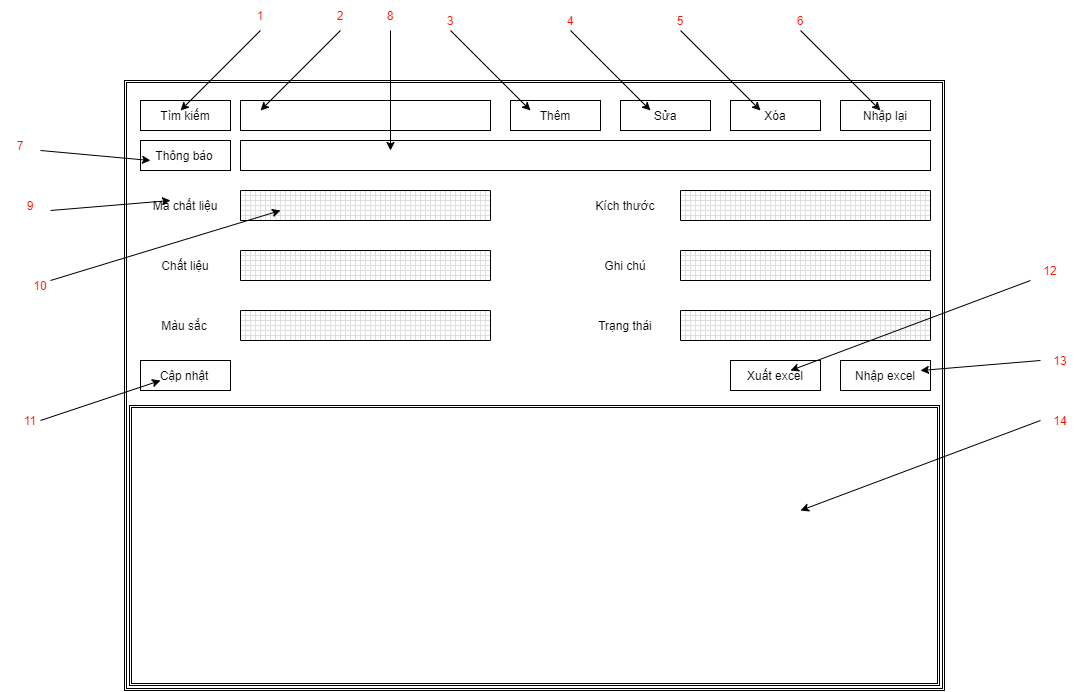 1 2 8 3 4 5 6
Tìm kiếm Thêm Sửa Xóa Nhập lại
7 Thông báo
9 Mã chất liệu Kích thước
Chất liệu Ghi chú 12
10
Màu sắc Trạng thái
Cập nhật Xuất excel Nhập excel 13
11 14